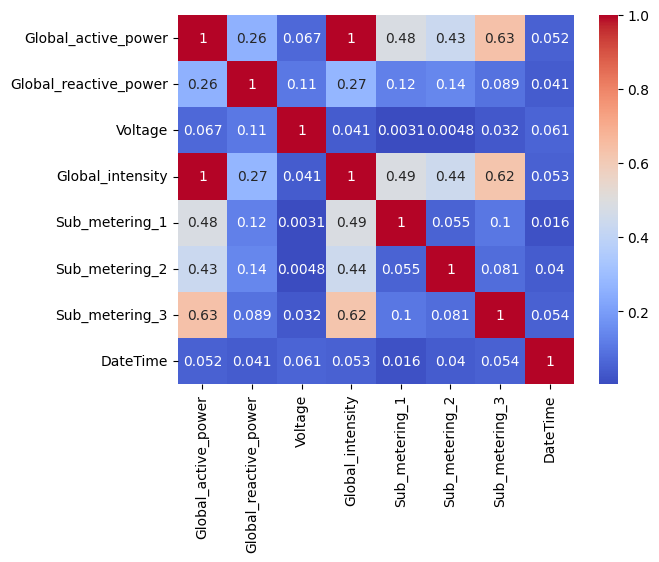 Global_active_power 1 0.26 0.067 1 0.48 0.43 0.63 0.052
Global_reactive_power 0.26 1 0.11 0.27 0.12 0.14 0.089 0.041
Voltage 0.067 0.11 1 0.041 0.0031 0.0048 0.032 0.061
Global_intensity 1 0.27 0.041 1 0.49 0.44 0.62 0.053
Sub_metering_1 0.48 0.12 0.0031 0.49 1 0.055 0.1 0.016
Sub_metering_2 0.43 0.14 0.0048 0.44 0.055 1 0.081 0.04
Sub_metering_3 0.63 0.089 0.032 0.62 0.1 0.081 1 0.054
DateTime 0.052 0.041 0.061 0.053 0.016 0.04 0.054 1
Global_active_power
Global_reactive_power
Voltage
Global_intensity
Sub_metering_1
Sub_metering_2
Sub_metering_3
DateTime
1.0
0.8
0.6
0.4
0.2